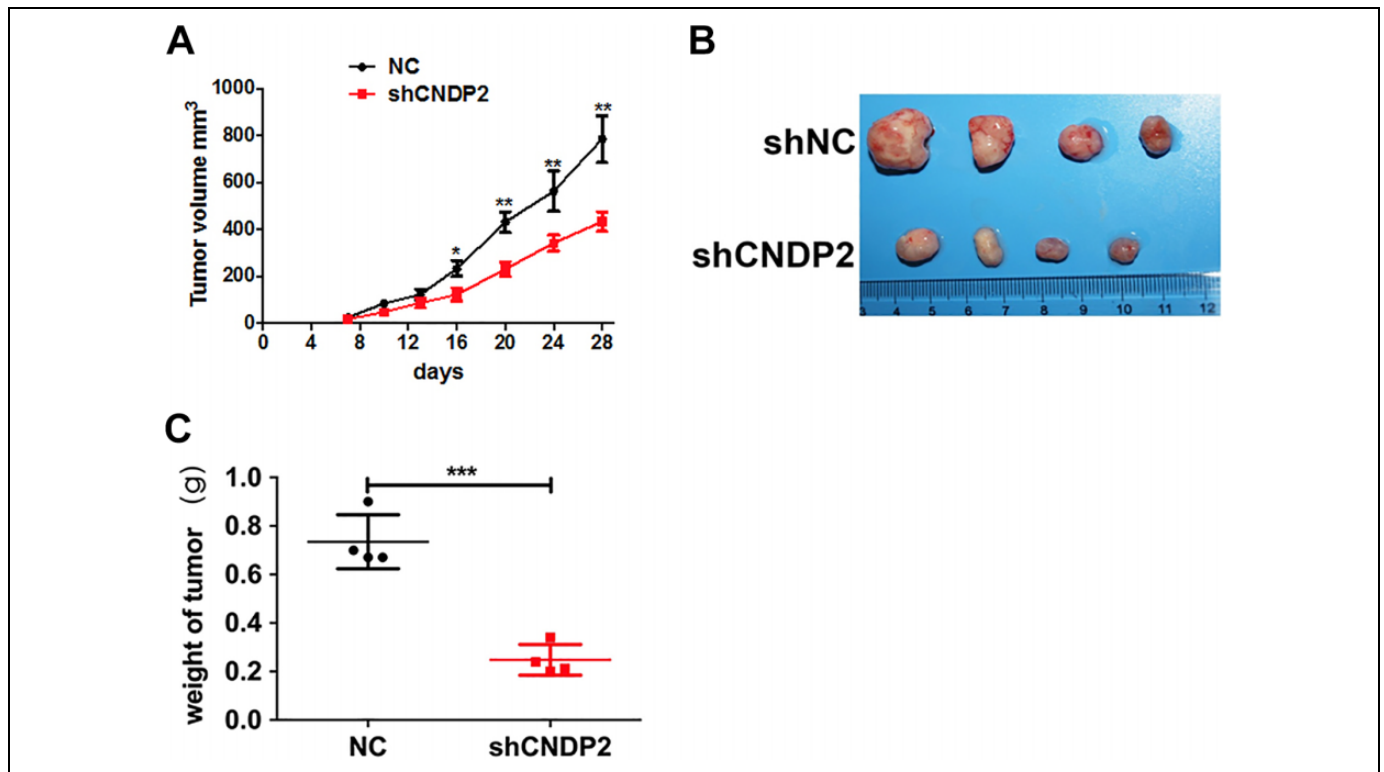 A
NC
shCNDP2
Tumor volume mm³
1000
800
600
400
200
0
* ** ** **
0 4 8 12 16 20 24 28
days
B
shNC
shCNDP2
3 4 5 6 7 8 9 10 11 12
C
weight of tumor (g)
1.0
0.8
0.6
0.4
0.2
0.0
***
NC shCNDP2